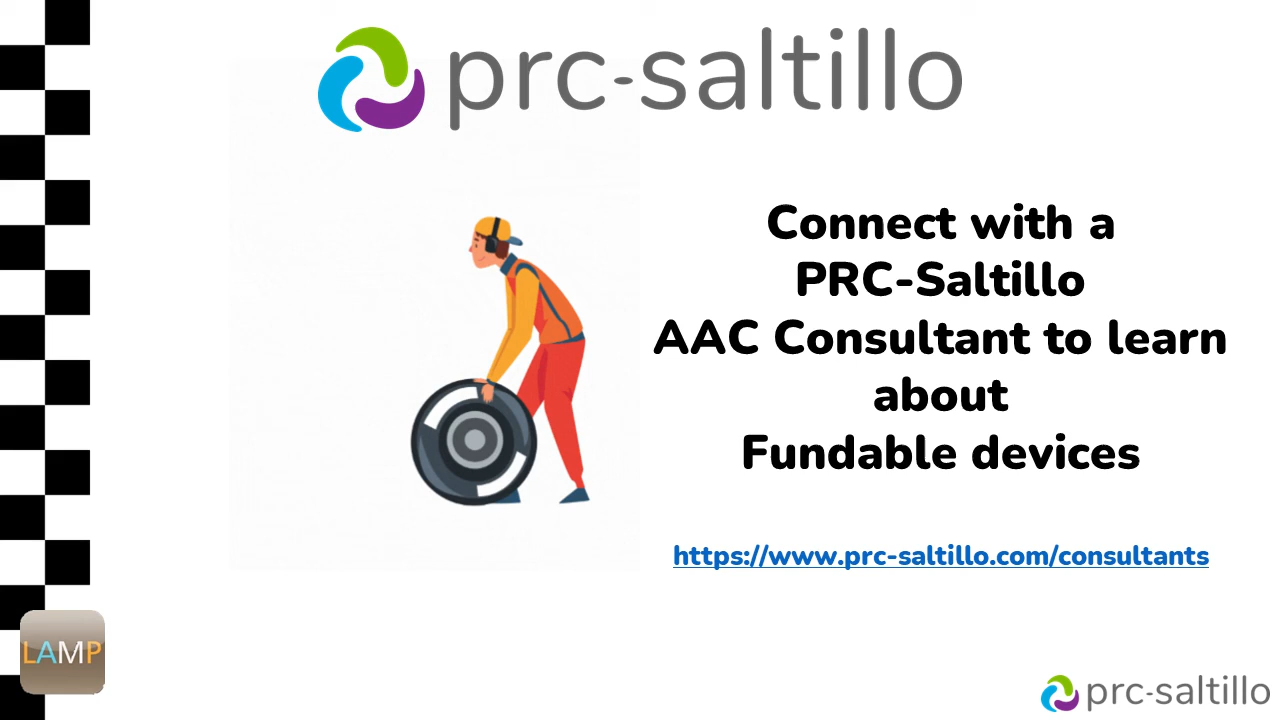 prc-saltillo
Connect with a
PRC-Saltillo
AAC Consultant to learn
about
Fundable devices
https://www.prc-saltillo.com/consultants
LAMP
prc-saltillo